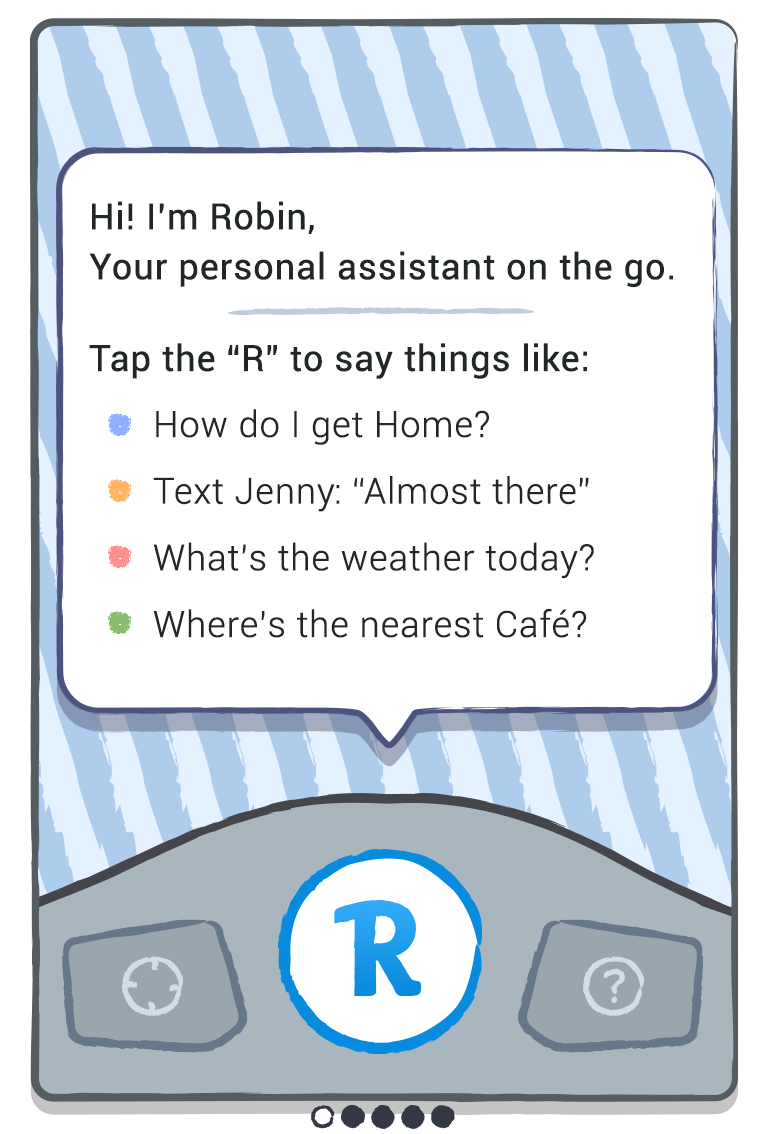 Hi! I'm Robin,
Your personal assistant on the go.
Tap the “R” to say things like:
How do I get Home?
Text Jenny: “Almost there”
What's the weather today?
Where's the nearest Café?
R
?